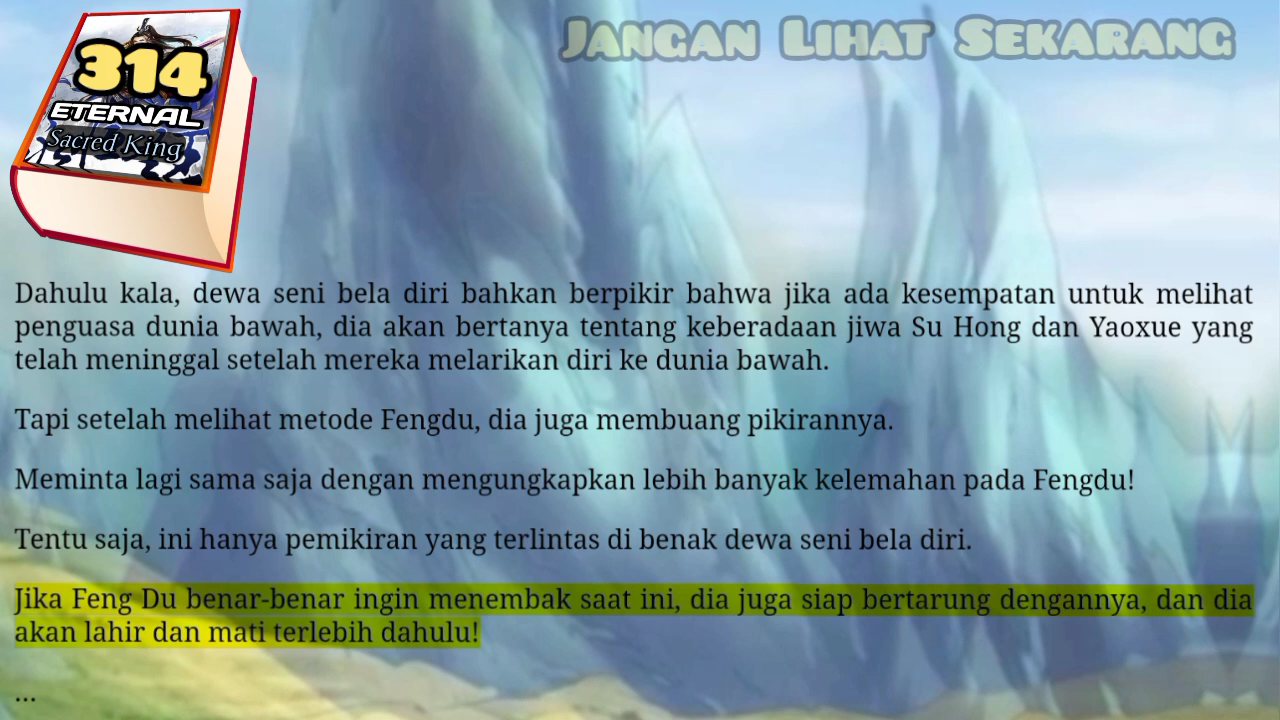 Jangan Lihat Sekarang
314
ETERNAL
Sacred King
Dahulu kala, dewa seni bela diri bahkan berpikir bahwa jika ada kesempatan untuk melihat
penguasa dunia bawah, dia akan bertanya tentang keberadaan jiwa Su Hong dan Yaoxue yang
telah meninggal setelah mereka melarikan diri ke dunia bawah.
Tapi setelah melihat metode Fengdu, dia juga membuang pikirannya.
Meminta lagi sama saja dengan mengungkapkan lebih banyak kelemahan pada Fengdu!
Tentu saja, ini hanya pemikiran yang terlintas di benak dewa seni bela diri.
Jika Feng Du benar-benar ingin menembak saat ini, dia juga siap bertarung dengannya, dan dia
akan lahir dan mati terlebih dahulu!
...